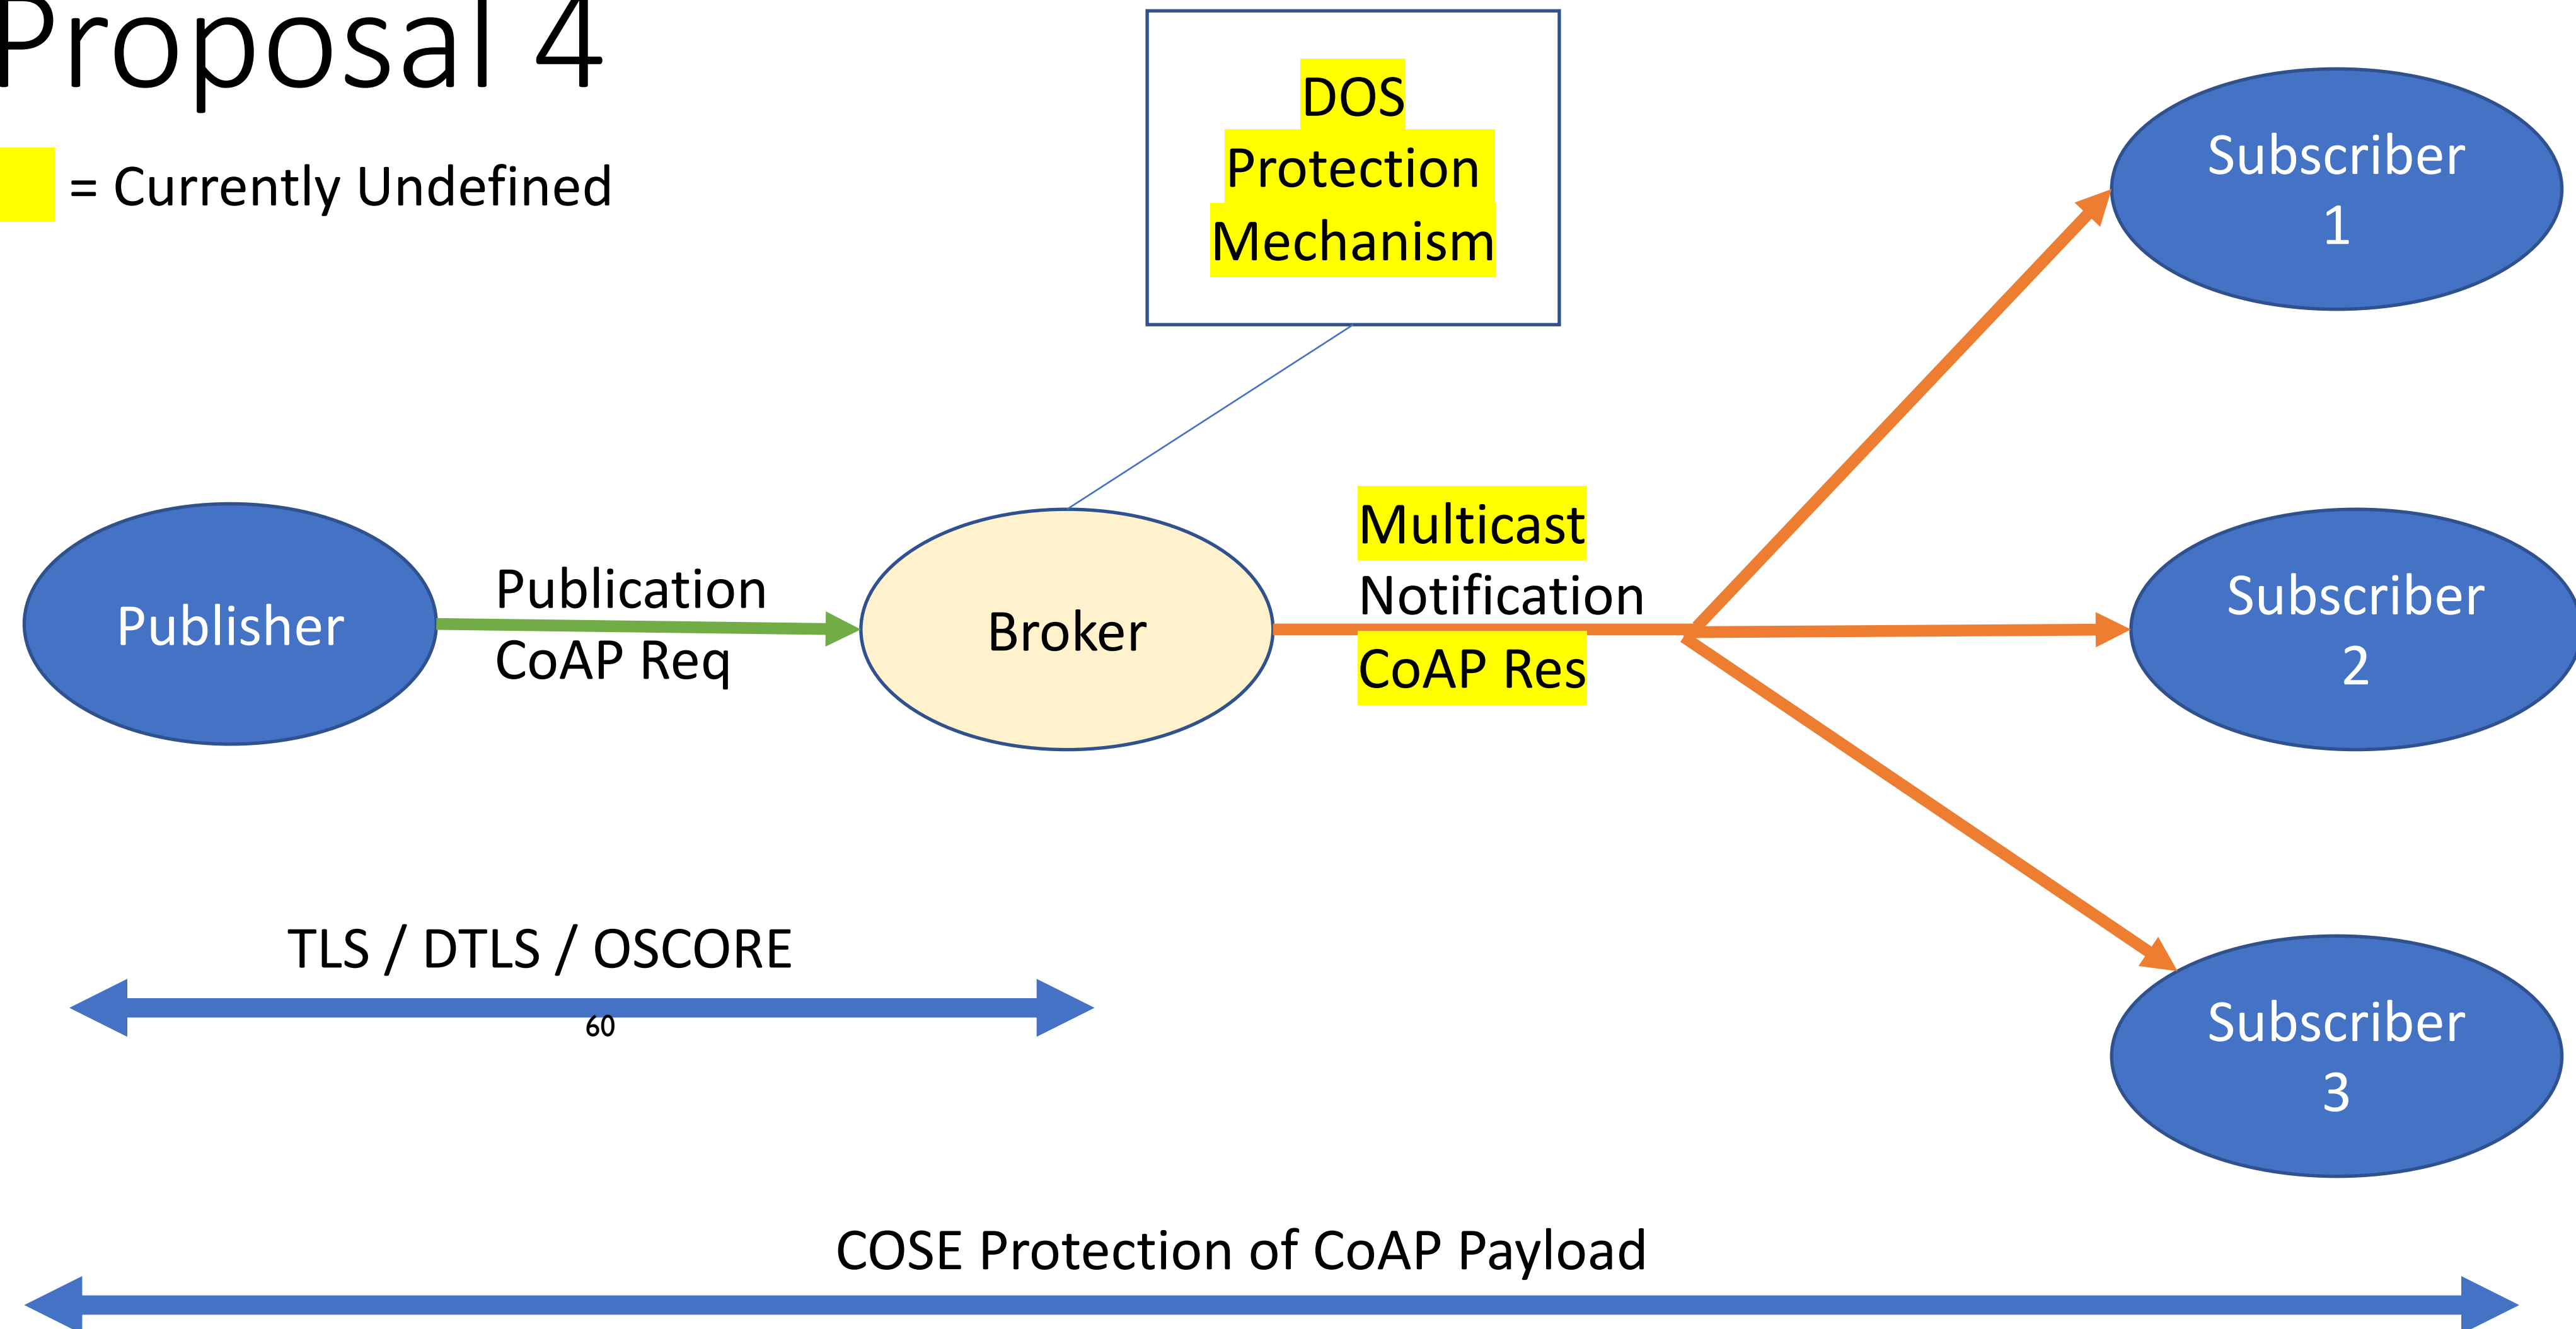 Proposal 4
= Currently Undefined
DOS
Protection
Mechanism
Subscriber
1
Publisher
Publication
CoAP Req
Broker
Multicast
Notification
CoAP Res
Subscriber
2
TLS / DTLS / OSCORE
60
Subscriber
3
COSE Protection of CoAP Payload